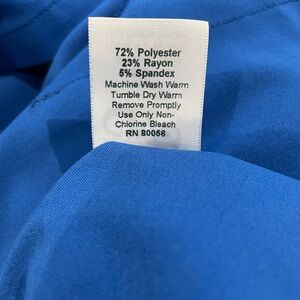 72% Polyester
23% Rayon
5% Spandex
Machine Wash Warm
Tumble Dry Warm
Remove Promptly
Use Only Non-
Chlorine Bleach
RN 80056